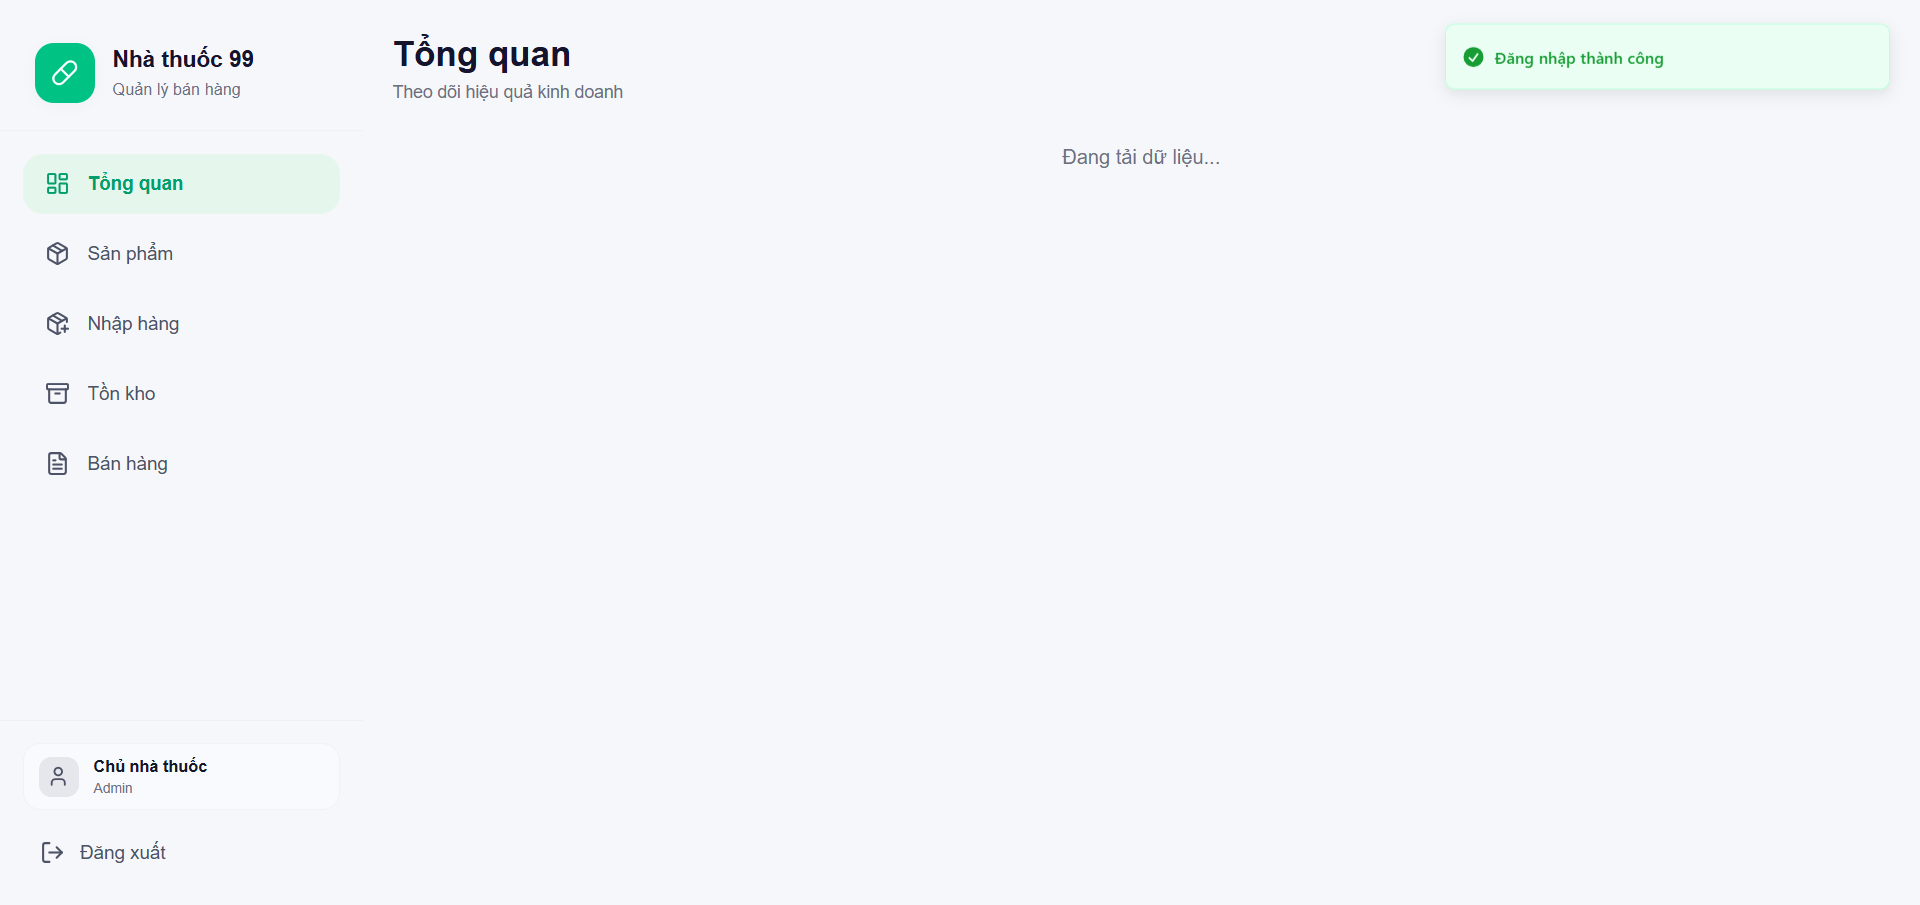 Nhà thuốc 99
Quản lý bán hàng
Tổng quan
Sản phẩm
Nhập hàng
Tồn kho
Bán hàng
Chủ nhà thuốc
Admin
Đăng xuất
Tổng quan
Theo dõi hiệu quả kinh doanh
Đang tải dữ liệu...
Đăng nhập thành công